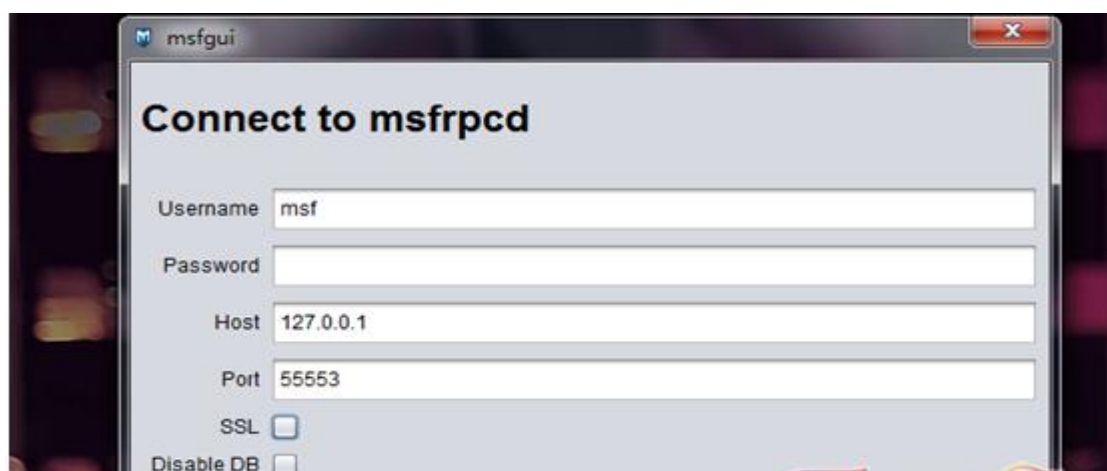 msfgui
Connect to msfrpcd
Username msf
Password
Host 127.0.0.1
Port 55553
SSL
Disable DB